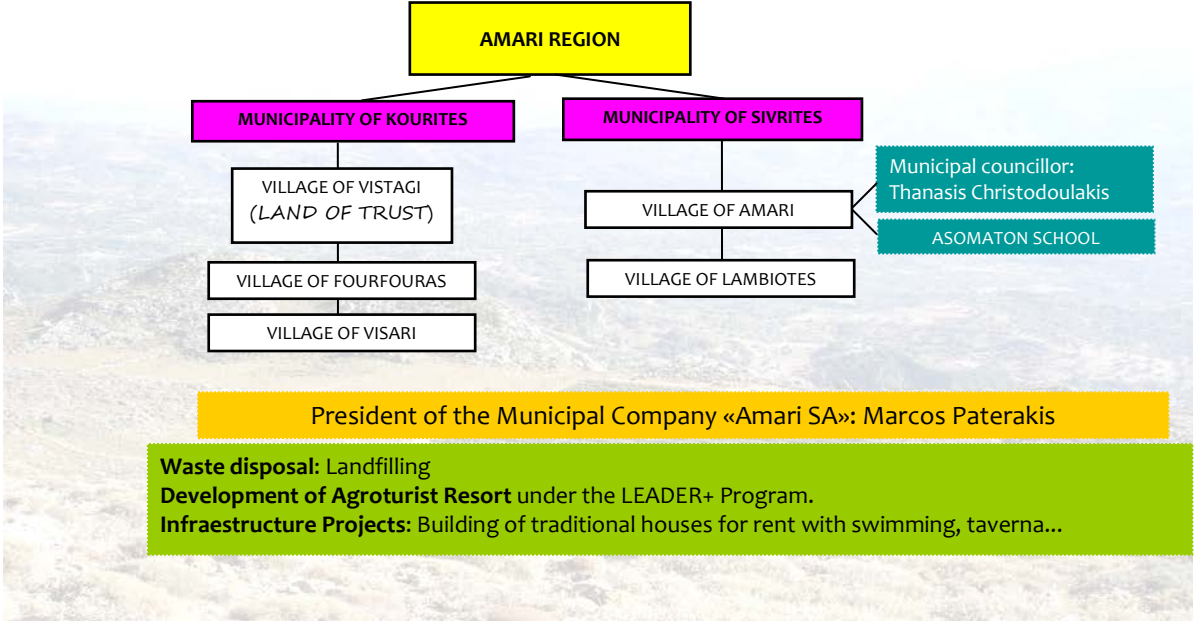 AMARI REGION
MUNICIPALITY OF KOURITES
MUNICIPALITY OF SIVRITES
VILLAGE OF VISTAGI
(LAND OF TRUST)
VILLAGE OF FOURFOURAS
VILLAGE OF VISARI
VILLAGE OF AMARI
VILLAGE OF LAMBIOTES
Municipal councillor:
Thanasis Christodoulakis
ASOMATON SCHOOL
President of the Municipal Company «Amari SA»: Marcos Paterakis
Waste disposal: Landfilling
Development of Agroturist Resort under the LEADER+ Program.
Infraestructure Projects: Building of traditional houses for rent with swimming, taverna...